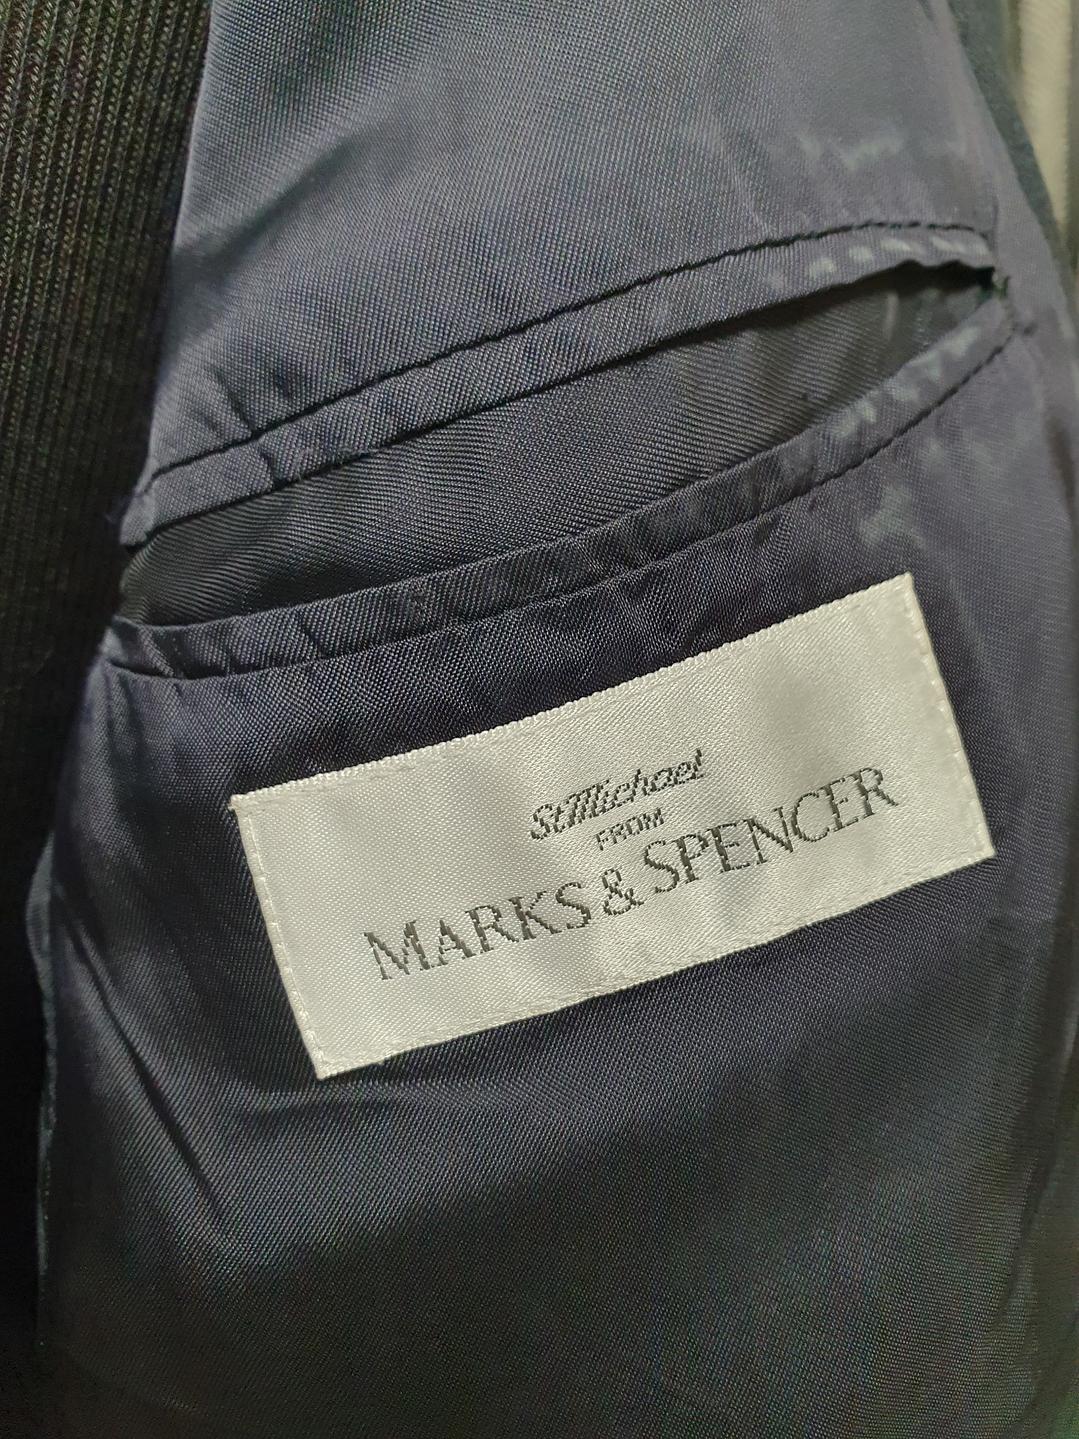 StMichael
FROM
MARKS & SPENCER